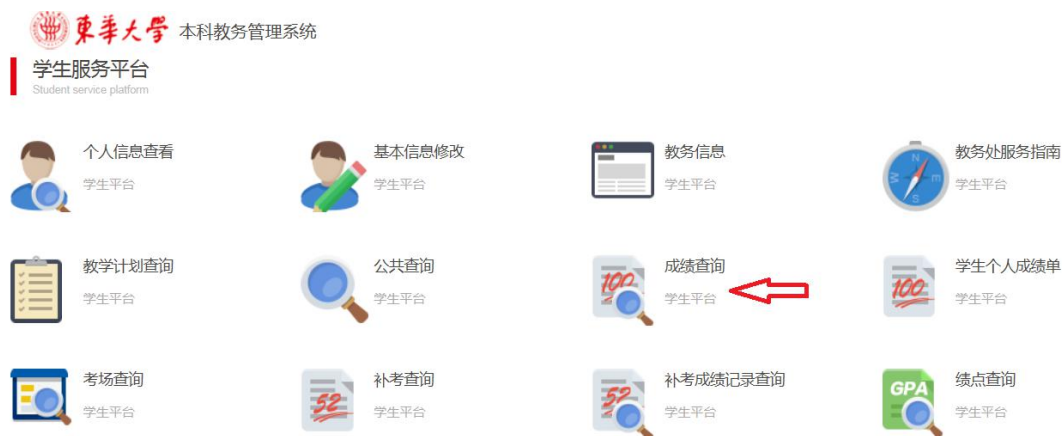 東華大學 本科教务管理系统
学生服务平台
Student service platform
个人信息查看
学生平台
基本信息修改
学生平台
教务信息
学生平台
教务处服务指南
学生平台
教学计划查询
学生平台
公共查询
学生平台
100
成绩查询
学生平台
100
学生个人成绩单
学生平台
考场查询
学生平台
52
补考查询
学生平台
52
补考成绩记录查询
学生平台
GPA
绩点查询
学生平台
N
W
E
S